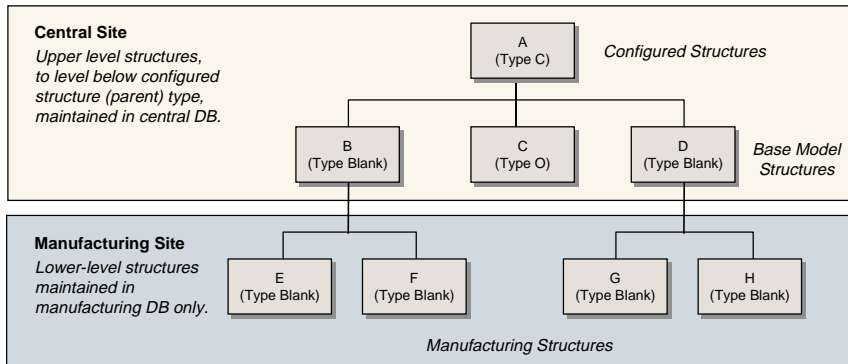 Central Site
Upper level structures,
to level below configured
structure (parent) type,
maintained in central DB.
A
(Type C)
Configured Structures
B
(Type Blank)
C
(Type O)
D
(Type Blank)
Base Model
Structures
Manufacturing Site
Lower-level structures
maintained in
manufacturing DB only.
E
(Type Blank)
F
(Type Blank)
G
(Type Blank)
H
(Type Blank)
Manufacturing Structures